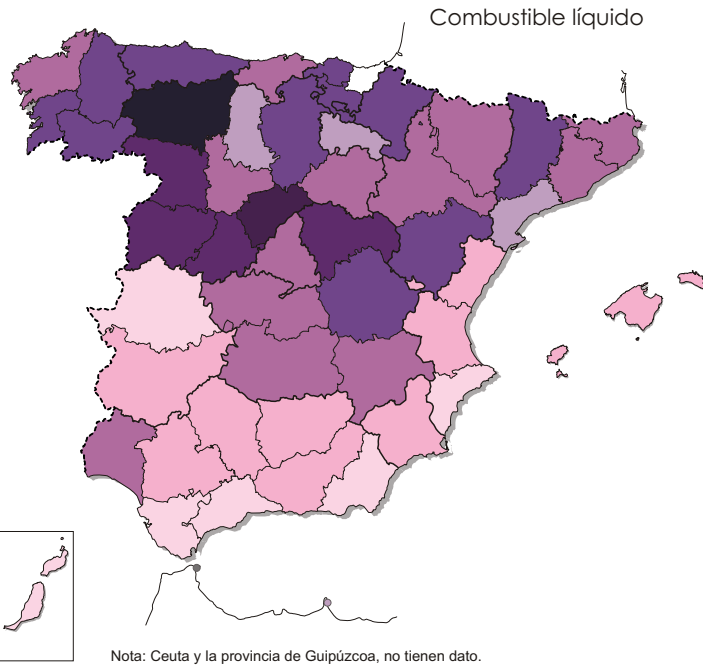 Combustible líquido
Nota: Ceuta y la provincia de Guipúzcoa, no tienen dato.